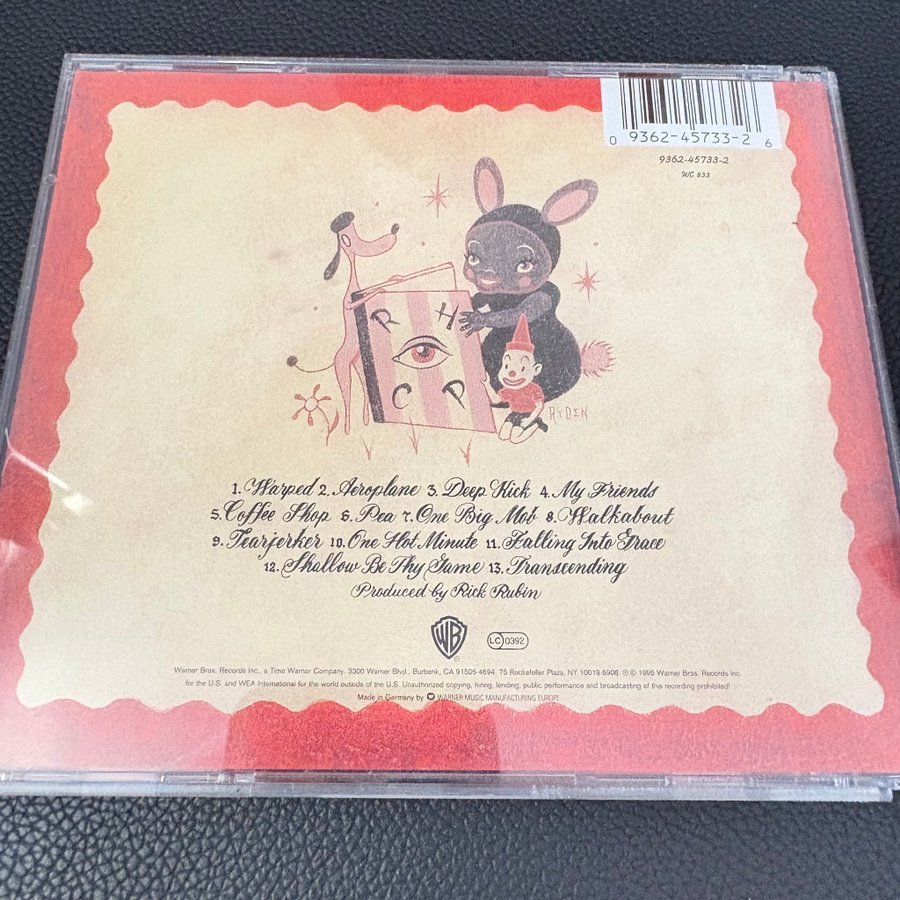 0 9362-45733-2 6
9362-45733-2
WE 833
R H
C P
RYDEN
1. Warped 2. Aeroplane 3. Deep Kick 4. My Friends
5. Coffee Shop 6. Pea 7. One Big Mob 8. Walkabout
9. Tearjerker 10. One Hot Minute 11. Falling Into Grace
12. Shallow Be Thy Game 13. Transcending
Produced by Rick Rubin
WB
LC 0392
Warner Bros. Records Inc., a Time Warner Company. 3300 Warner Blvd., Burbank, CA 91505-4694. 75 Rockefeller Plaza, NY 10019-6908. ℗ © 1995 Warner Bros. Records Inc.
for the U.S. and WEA International for the world outside of the U.S. Unauthorized copying, hiring, lending, public performance and broadcasting of this recording prohibited!
Made in Germany by WARNER MUSIC MANUFACTURING EUROPE